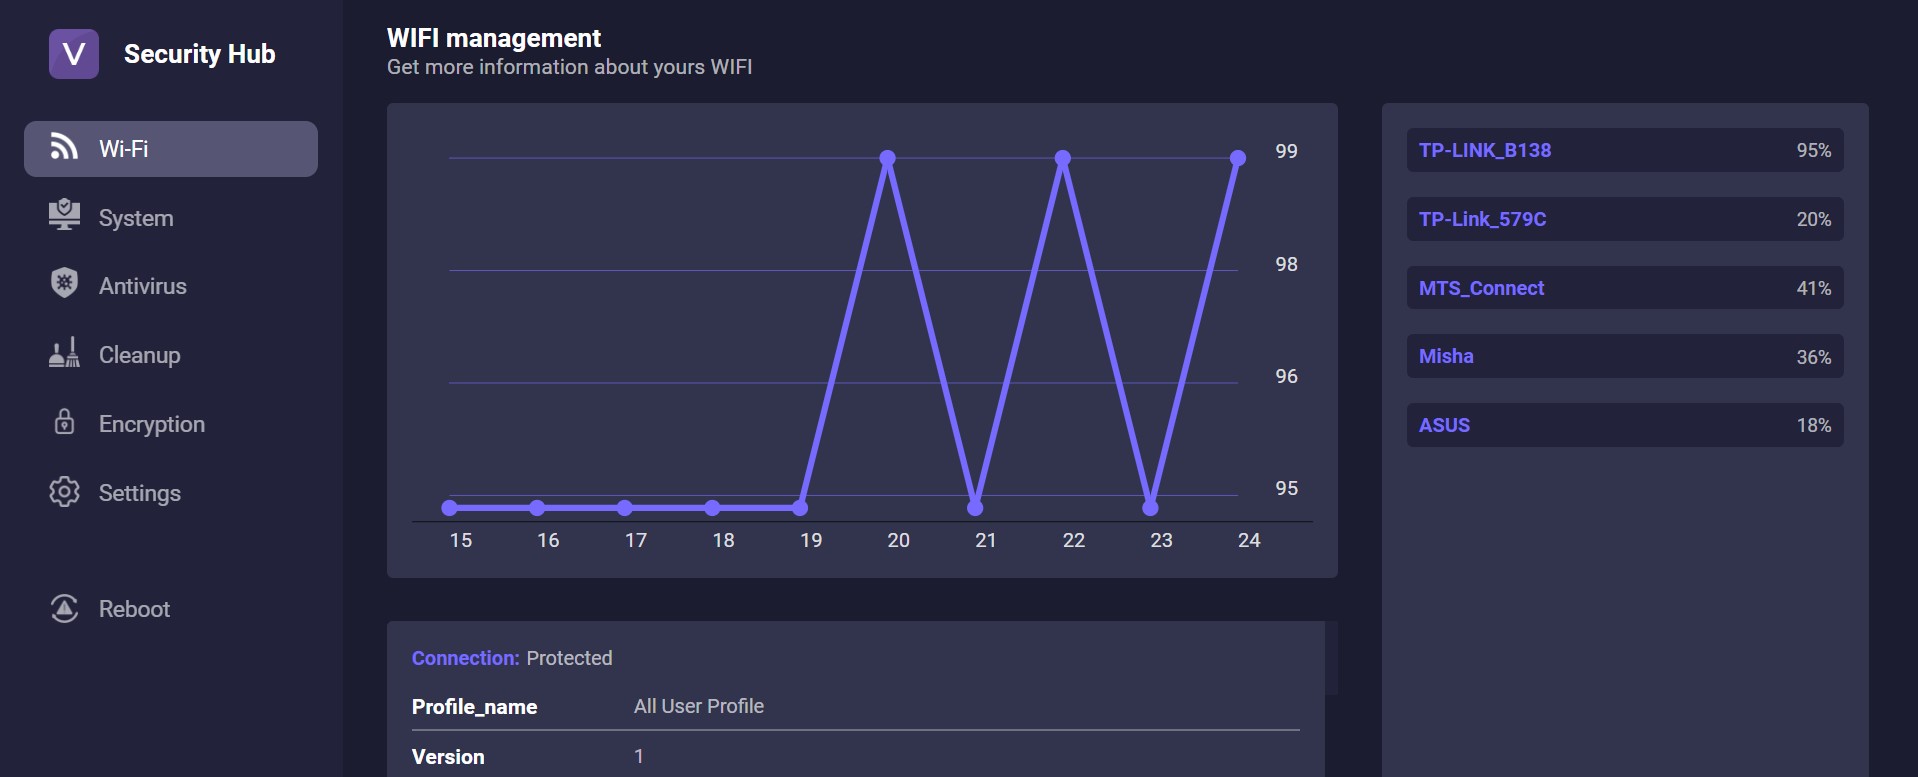 V
Security Hub
Wi-Fi
System
Antivirus
Cleanup
Encryption
Settings
Reboot
WIFI management
Get more information about yours WIFI
99
98
96
95
15 16 17 18 19 20 21 22 23 24
Connection: Protected
Profile_name All User Profile
Version 1
TP-LINK_B138 95%
TP-Link_579C 20%
MTS_Connect 41%
Misha 36%
ASUS 18%